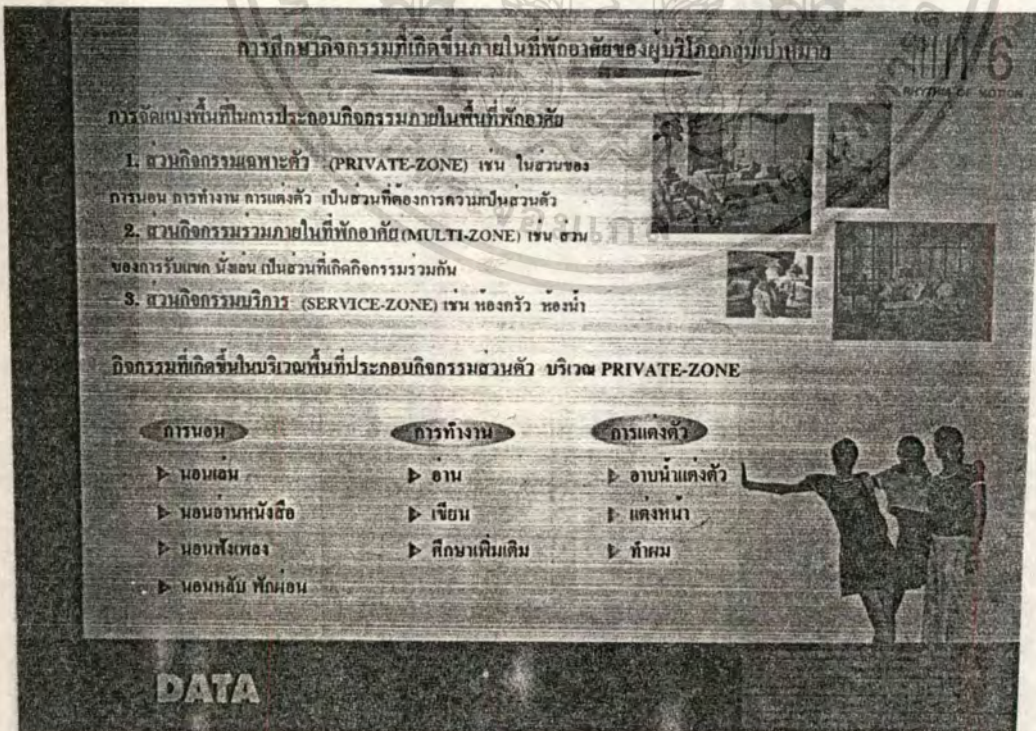 การศึกษากิจกรรมที่เกิดขึ้นภายในที่พักอาศัยของผู้บริโภคกลุ่มเป้าหมาย
6
RHYTHM OF MOTION
การจัดแบ่งพื้นที่ในการประกอบกิจกรรมภายในพื้นที่พักอาศัย
1. ส่วนกิจกรรมเฉพาะตัว (PRIVATE-ZONE) เช่น ในส่วนของ
การนอน การทำงาน การแต่งตัว เป็นส่วนที่ต้องการความเป็นส่วนตัว
2. ส่วนกิจกรรมรวมภายในที่พักอาศัย (MULTI-ZONE) เช่น ส่วน
ของการรับแขก นั่งเล่น เป็นส่วนที่เกิดกิจกรรมร่วมกัน
3. ส่วนกิจกรรมบริการ (SERVICE-ZONE) เช่น ห้องครัว ห้องน้ำ
กิจกรรมที่เกิดขึ้นในบริเวณพื้นที่ประกอบกิจกรรมส่วนตัว บริเวณ PRIVATE-ZONE
การนอน
นอนเล่น
นอนอ่านหนังสือ
นอนฟังเพลง
นอนหลับ พักผ่อน
การทำงาน
อ่าน
เขียน
ศึกษาเพิ่มเติม
การแต่งตัว
อาบน้ำแต่งตัว
แต่งหน้า
ทำผม
DATA